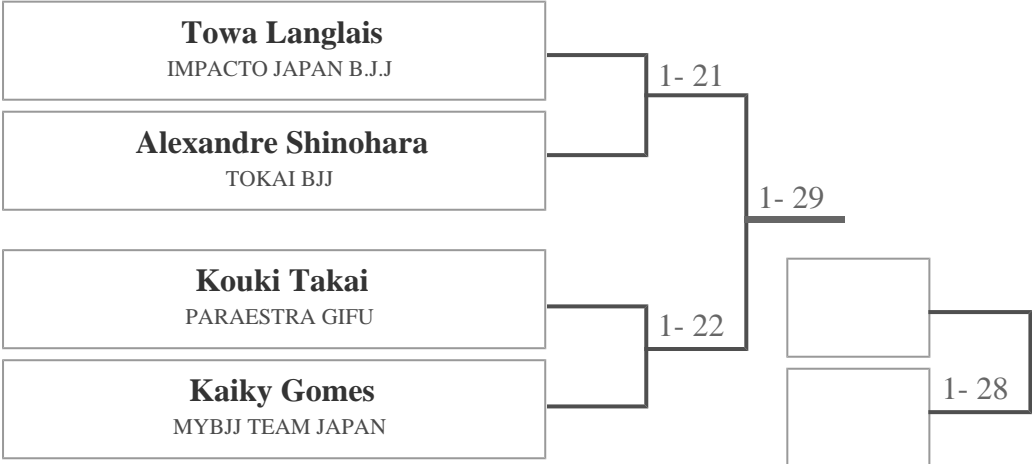 Towa Langlais
IMPACTO JAPAN B.J.J
1- 21
Alexandre Shinohara
TOKAI BJJ
1- 29
Kouki Takai
PARAESTRA GIFU
1- 22
Kaiky Gomes
MYBJJ TEAM JAPAN
1- 28